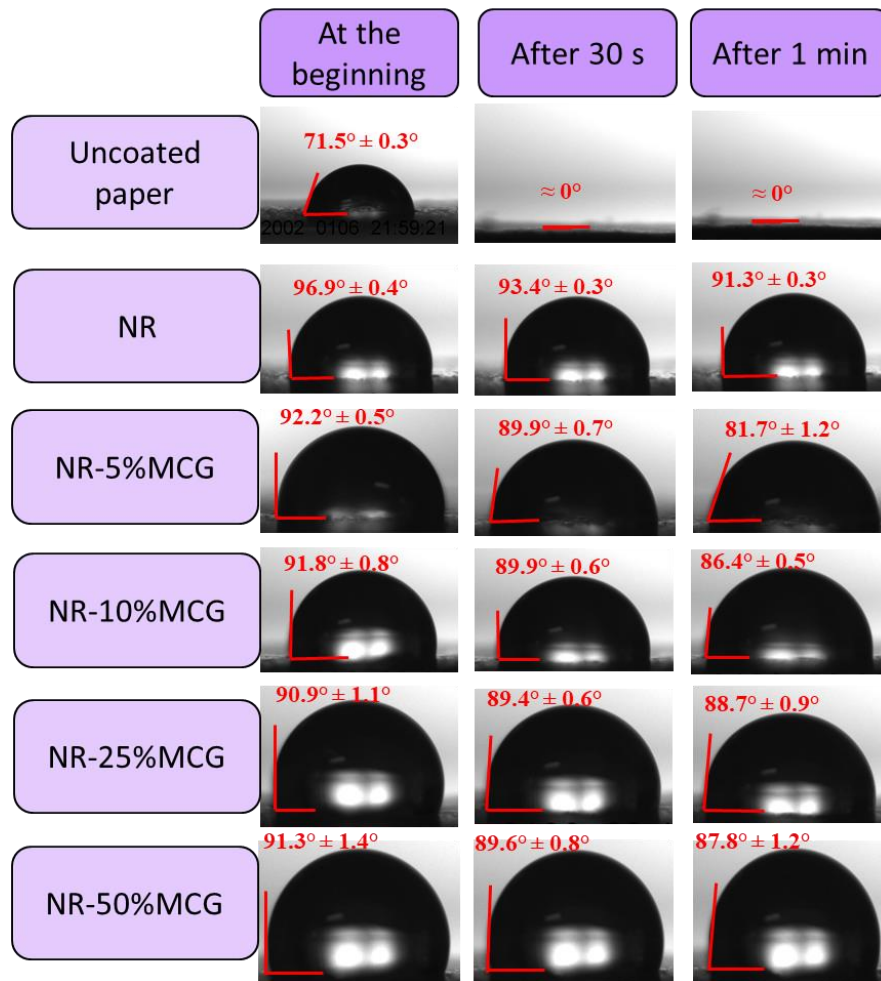 At the
beginning
After 30 s
After 1 min
Uncoated
paper
71.5° ± 0.3°
≈ 0°
≈ 0°
2002 0106 21:59:21
NR
96.9° ± 0.4°
93.4° ± 0.3°
91.3° ± 0.3°
NR-5%MCG
92.2° ± 0.5°
89.9° ± 0.7°
81.7° ± 1.2°
NR-10%MCG
91.8° ± 0.8°
89.9° ± 0.6°
86.4° ± 0.5°
NR-25%MCG
90.9° ± 1.1°
89.4° ± 0.6°
88.7° ± 0.9°
NR-50%MCG
91.3° ± 1.4°
89.6° ± 0.8°
87.8° ± 1.2°